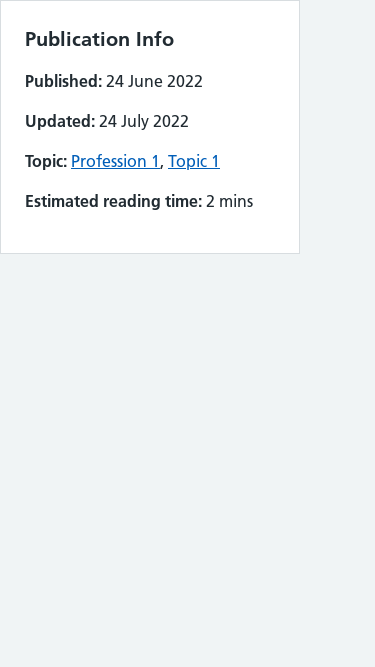 Publication Info
Published: 24 June 2022
Updated: 24 July 2022
Topic: Profession 1, Topic 1
Estimated reading time: 2 mins